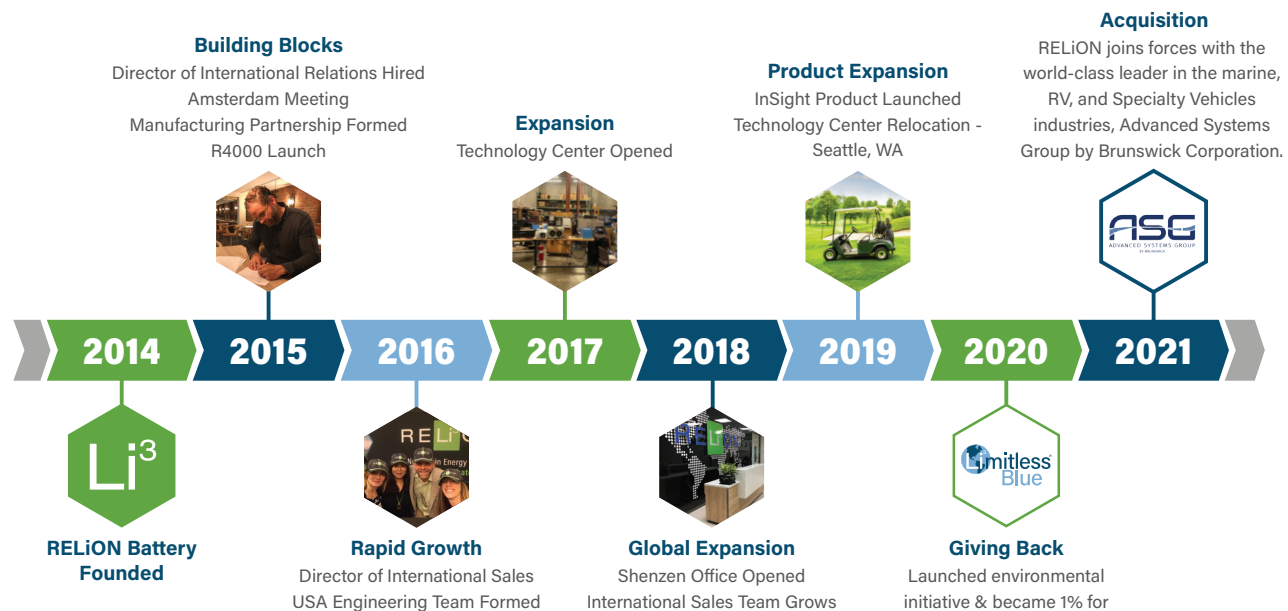 Building Blocks
Director of International Relations Hired
Amsterdam Meeting
Manufacturing Partnership Formed
R4000 Launch
Expansion
Technology Center Opened
Product Expansion
InSight Product Launched
Technology Center Relocation -
Seattle, WA
Acquisition
RELiON joins forces with the
world-class leader in the marine,
RV, and Specialty Vehicles
industries, Advanced Systems
Group by Brunswick Corporation.
ASG
ADVANCED SYSTEMS GROUP
BY BRUNSWICK
2014
2015
2016
2017
2018
2019
2020
2021
Li³
RELiON Battery
Founded
Rapid Growth
Director of International Sales
USA Engineering Team Formed
Global Expansion
Shenzen Office Opened
International Sales Team Grows
Limitless
Blue
Giving Back
Launched environmental
initiative & became 1% for